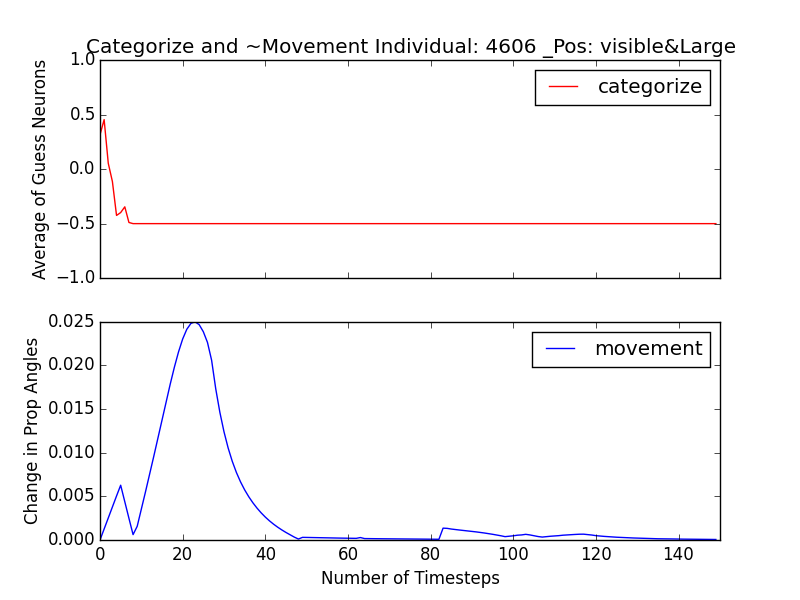 Categorize and ~Movement Individual: 4606 _Pos: visible&Large
1.0
0.5
0.0
−0.5
−1.0
Average of Guess Neurons
categorize
0.025
0.020
0.015
0.010
0.005
0.000
Change in Prop Angles
movement
0 20 40 60 80 100 120 140
Number of Timesteps